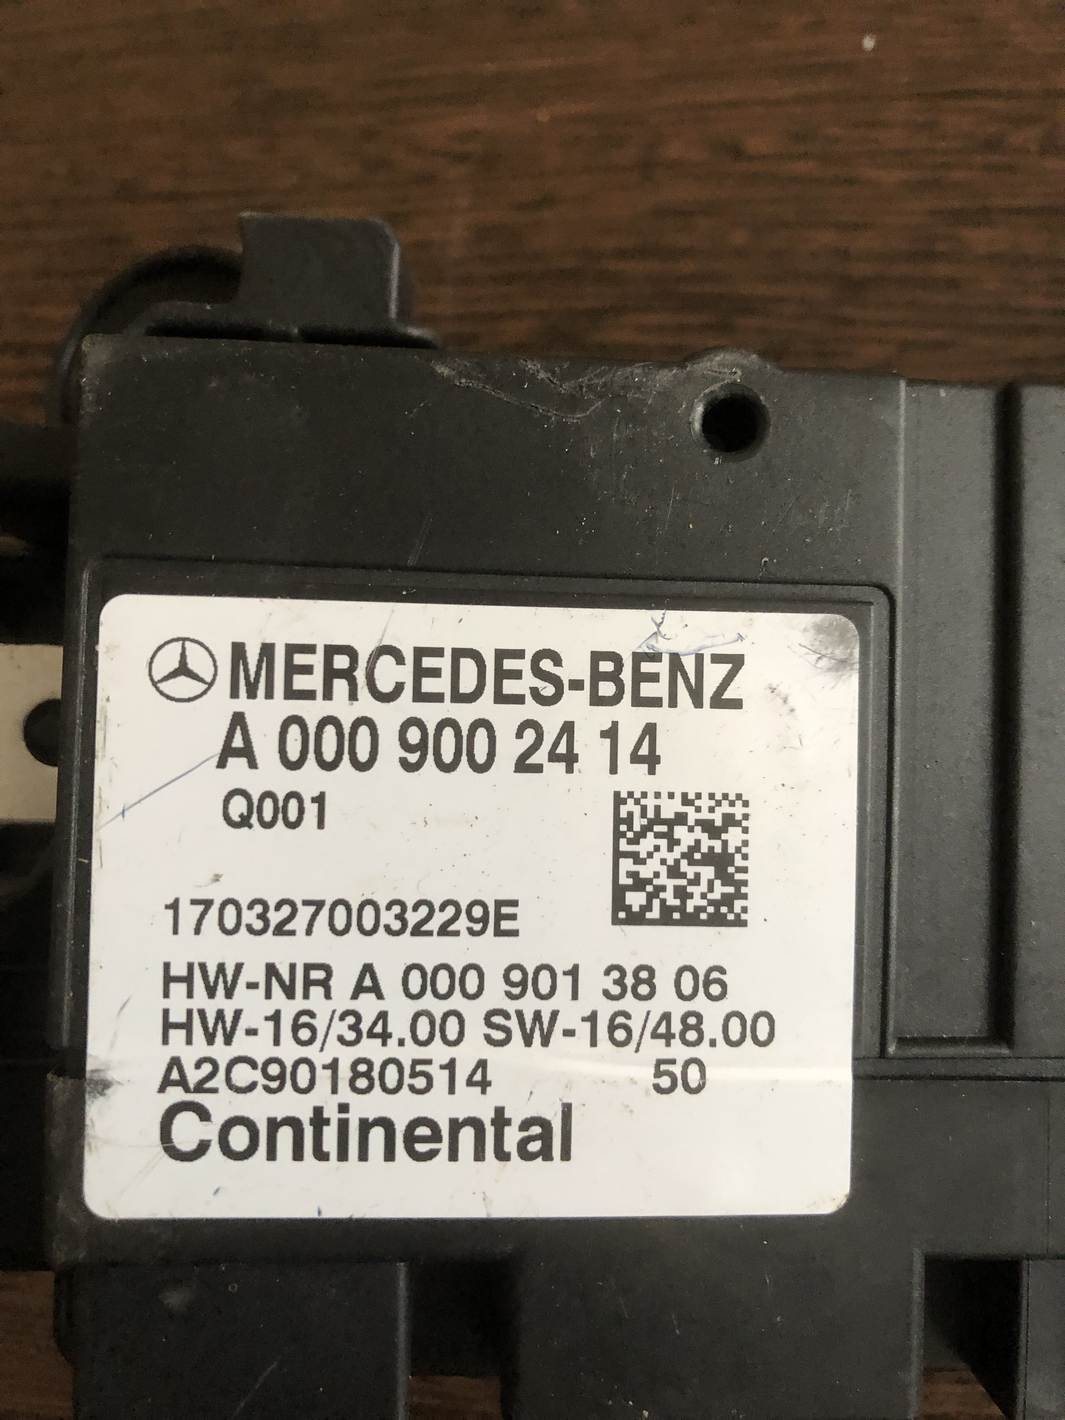 MERCEDES-BENZ
A 000 900 24 14
Q001
170327003229E
HW-NR A 000 901 38 06
HW-16/34.00 SW-16/48.00
A2C90180514 50
Continental